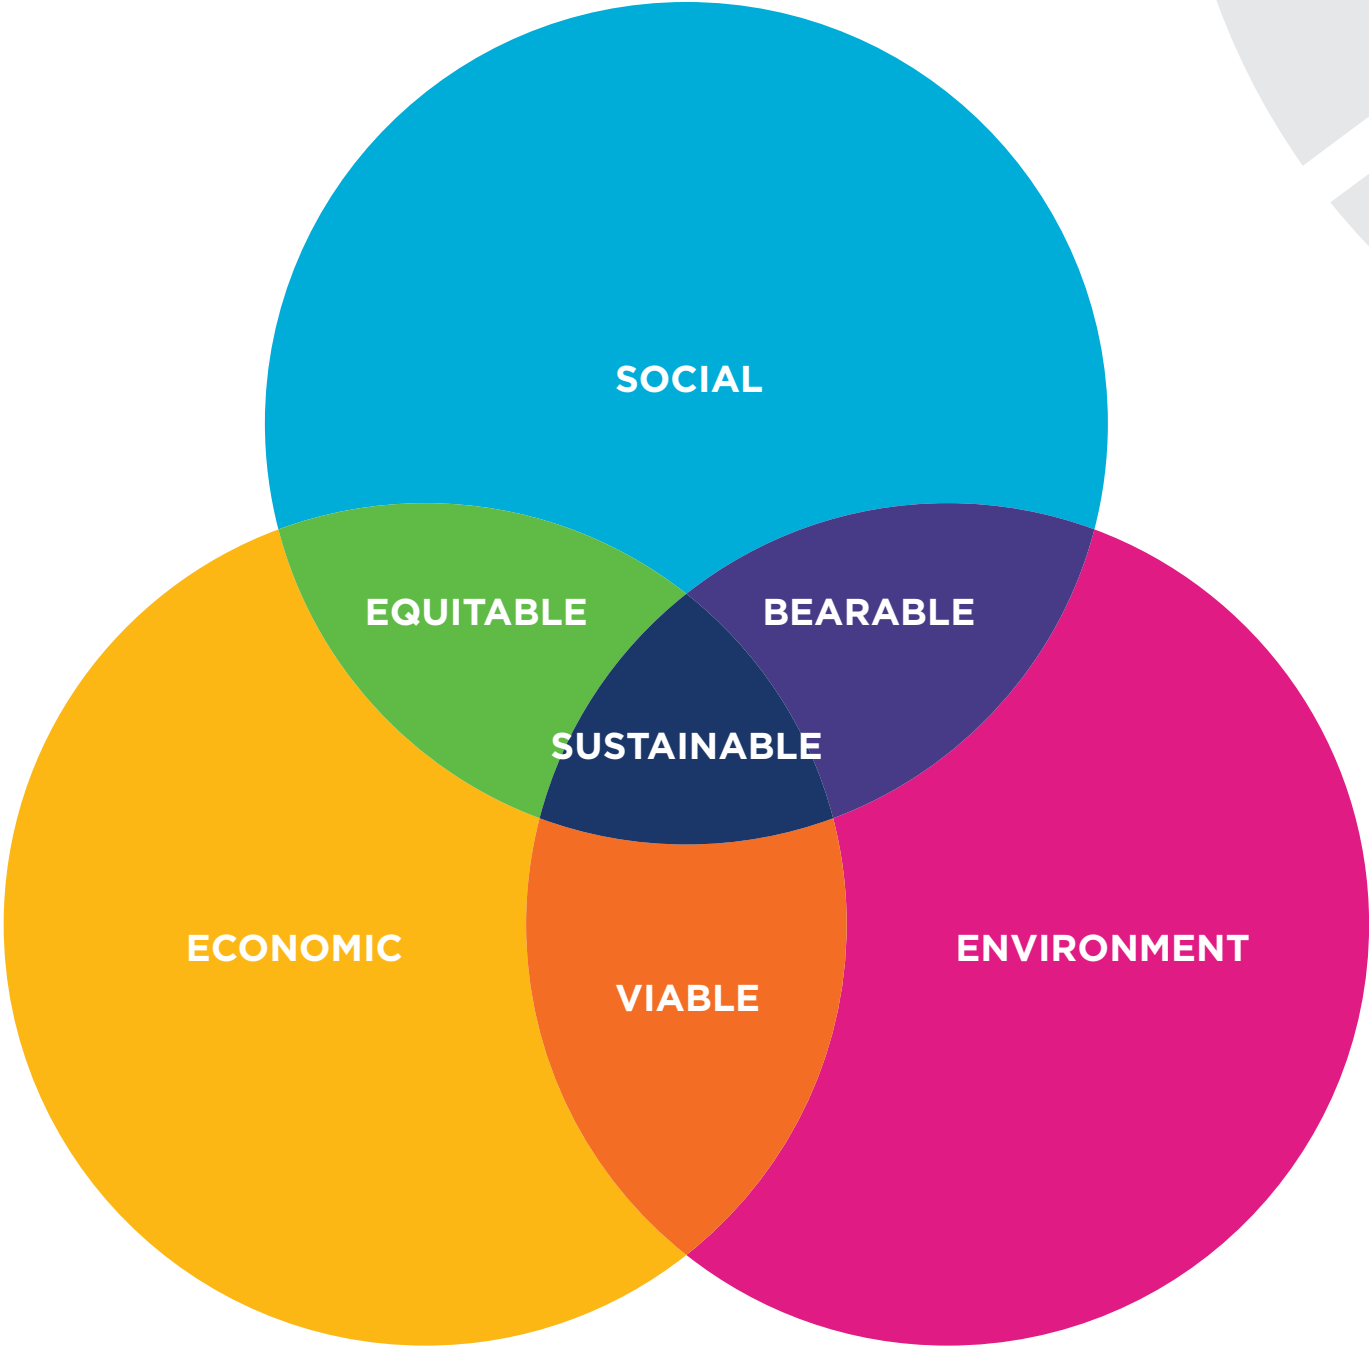 SOCIAL
EQUITABLE
BEARABLE
SUSTAINABLE
ECONOMIC
ENVIRONMENT
VIABLE